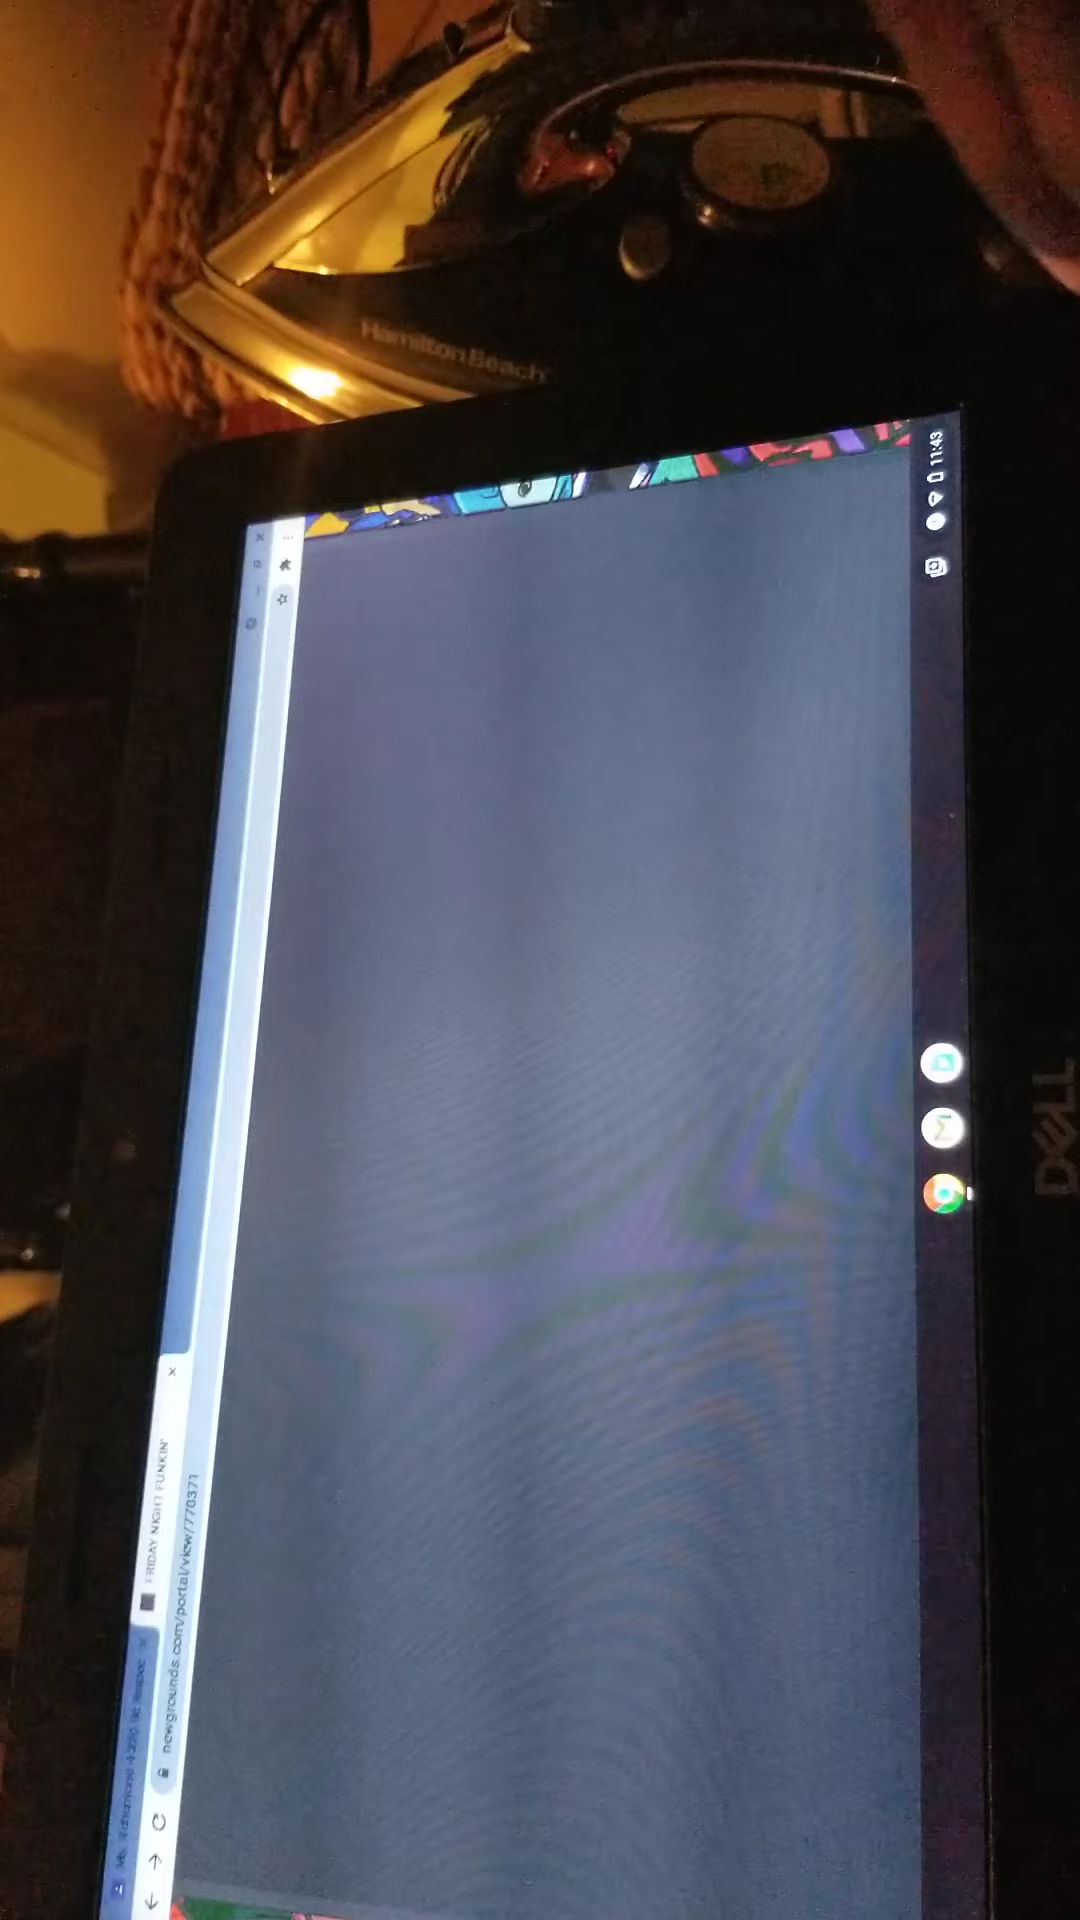 Hamilton Beach
FRIDAY NIGHT FUNKIN'
newgrounds.com/portal/view/770371
11:43
DELL